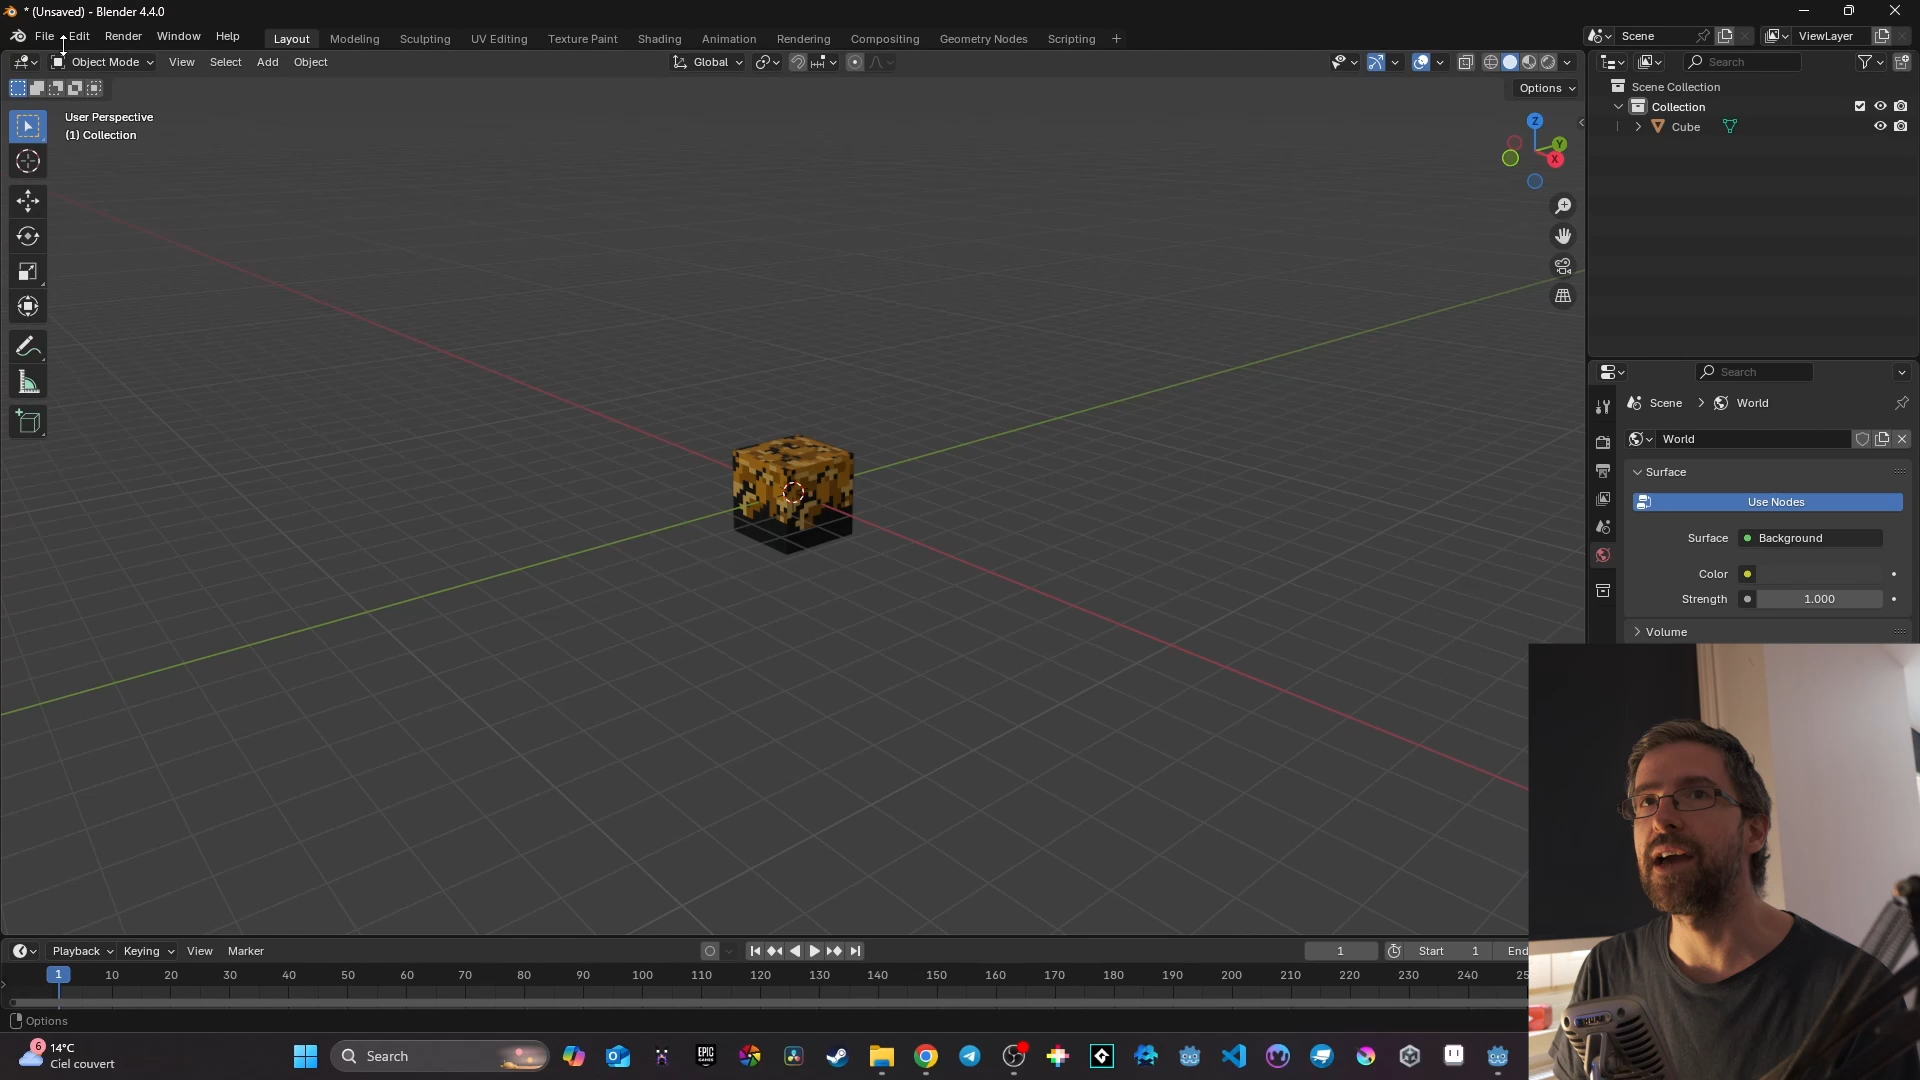 * (Unsaved) - Blender 4.4.0
File Edit Render Window Help Layout Modeling Sculpting UV Editing Texture Paint Shading Animation Rendering Compositing Geometry Nodes Scripting + Scene ViewLayer
Object Mode View Select Add Object Global Search
Options
Scene Collection
Collection
Cube
User Perspective
(1) Collection
Z
Y
X
Search
Scene > World
World
Surface
Use Nodes
Surface Background
Color
Strength 1.000
Volume
Playback Keying View Marker 1 Start 1 End
1 10 20 30 40 50 60 70 80 90 100 110 120 130 140 150 160 170 180 190 200 210 220 230 240 25
Options
6 14°C
Ciel couvert
Search
EPIC GAMES
SHURE